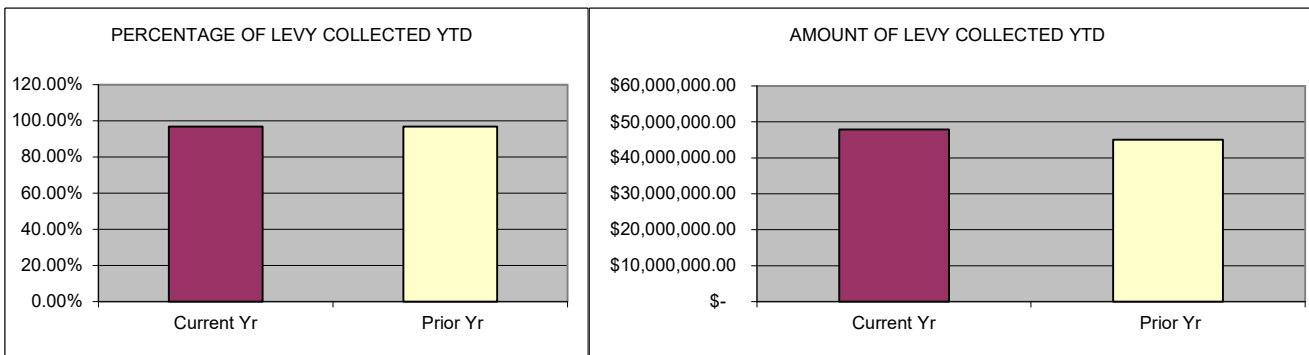 PERCENTAGE OF LEVY COLLECTED YTD
120.00%
100.00%
80.00%
60.00%
40.00%
20.00%
0.00%
Current Yr
Prior Yr
AMOUNT OF LEVY COLLECTED YTD
$60,000,000.00
$50,000,000.00
$40,000,000.00
$30,000,000.00
$20,000,000.00
$10,000,000.00
$-
Current Yr
Prior Yr